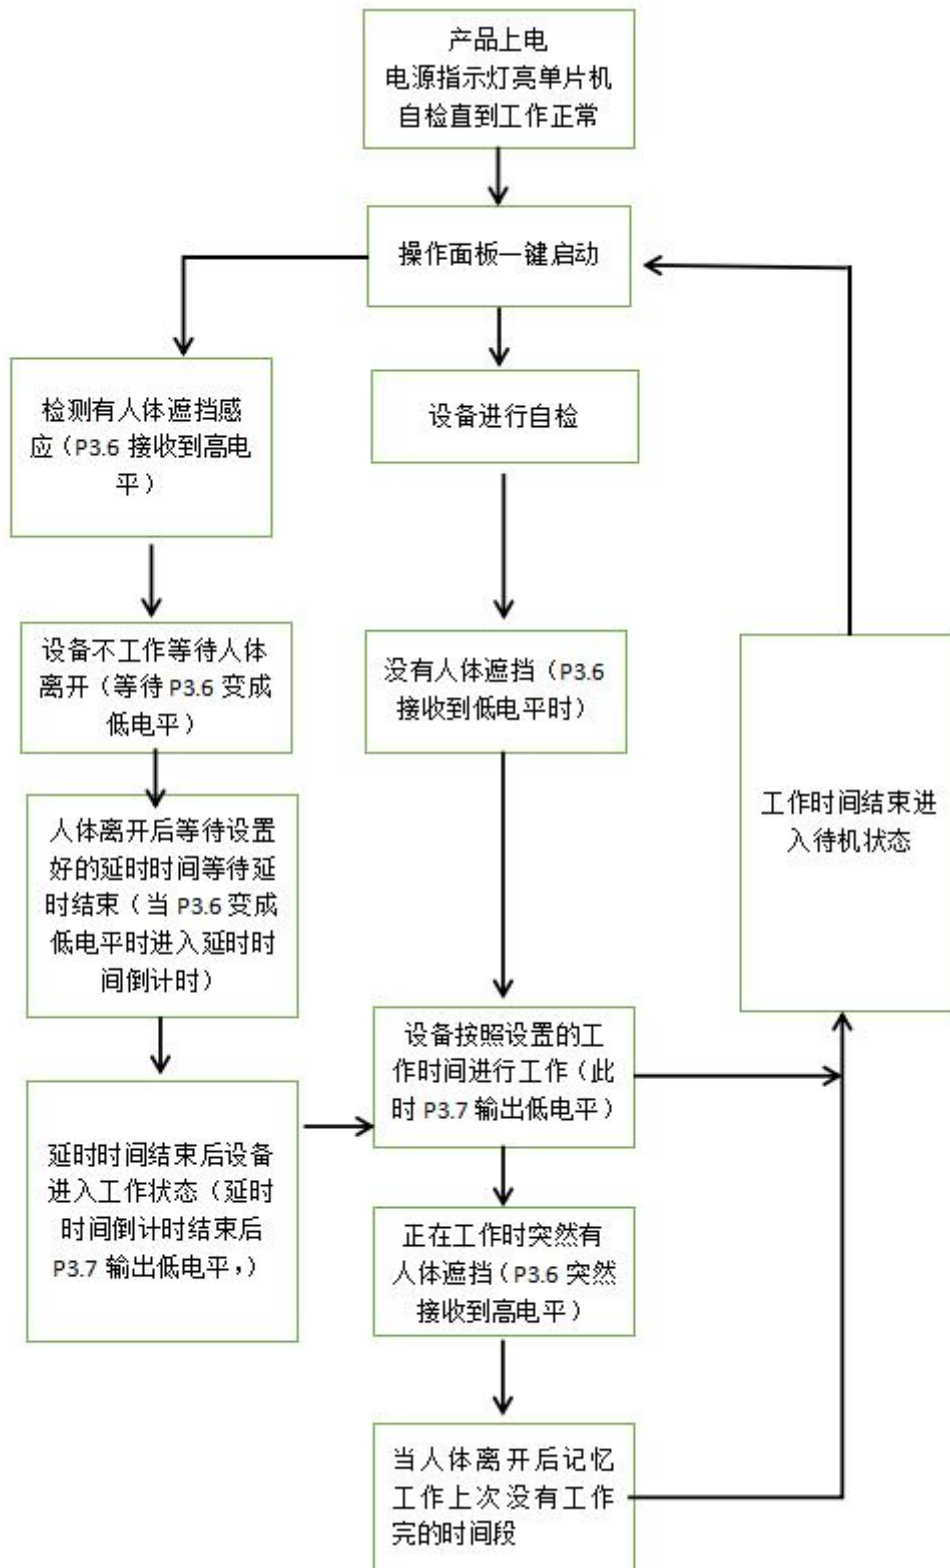 产品上电
电源指示灯亮单片机
自检直到工作正常
操作面板一键启动
检测有人体遮挡感
应（P3.6 接收到高电
平）
设备进行自检
设备不工作等待人体
离开（等待 P3.6 变成
低电平）
没有人体遮挡（P3.6
接收到低电平时）
工作时间结束进
入待机状态
人体离开后等待设置
好的延时时间等待延
时结束（当 P3.6 变成
低电平时进入延时时
间倒计时）
设备按照设置的工
作时间进行工作（此
时 P3.7 输出低电平）
延时时间结束后设备
进入工作状态（延时
时间倒计时结束后
P3.7 输出低电平，）
正在工作时突然有
人体遮挡（P3.6 突然
接收到高电平）
当人体离开后记忆
工作上次没有工作
完的时间段